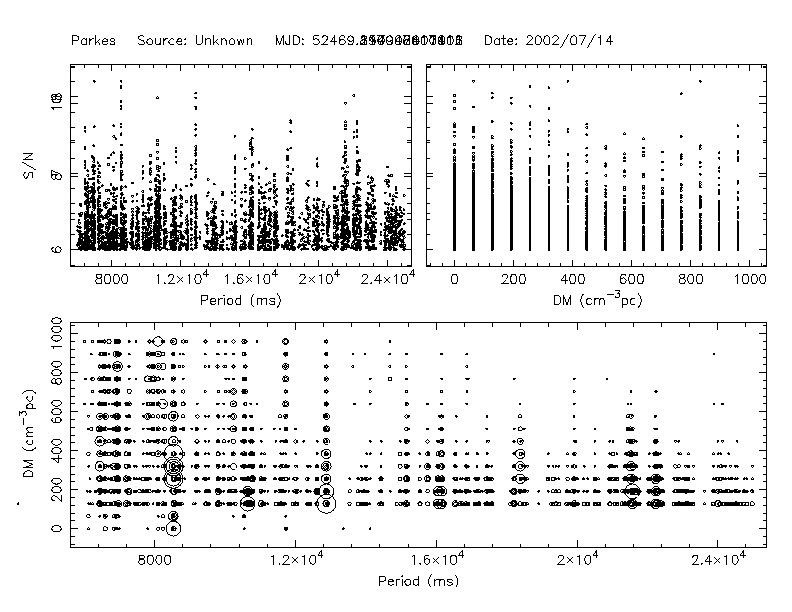 Parkes Source: Unknown MJD: 52469. Date: 2002/07/14
S/N
6
8000 1.2×10⁴ 1.6×10⁴ 2×10⁴ 2.4×10⁴
Period (ms)
0 200 400 600 800 1000
DM (cm⁻³pc)
DM (cm⁻³pc)
1000
800
600
400
200
0
8000 1.2×10⁴ 1.6×10⁴ 2×10⁴ 2.4×10⁴
Period (ms)